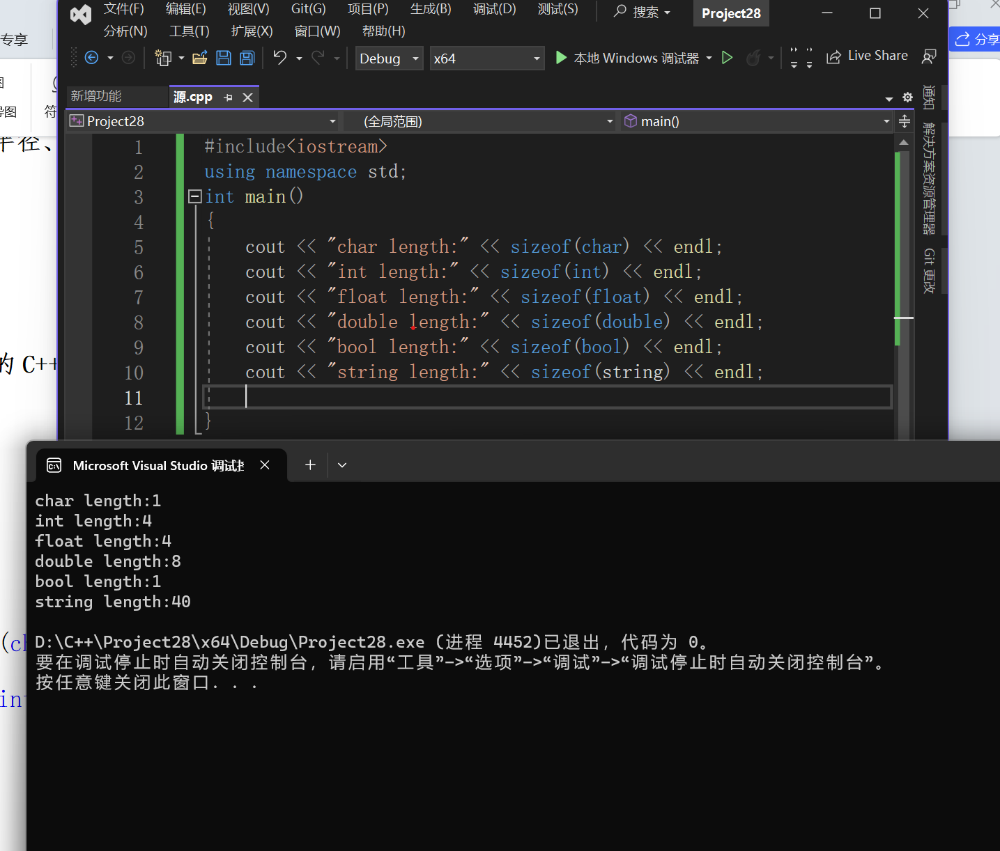 文件(F) 编辑(E) 视图(V) Git(G) 项目(P) 生成(B) 调试(D) 测试(S) 搜索 Project28
分析(N) 工具(T) 扩展(X) 窗口(W) 帮助(H)
专享
分享
Debug x64 本地 Windows 调试器 Live Share
新增功能 源.cpp
Project28 (全局范围) main()
通知
解决方案资源管理器
Git 更改
导图
符
半径、
的 C++
1 #include<iostream>
2 using namespace std;
3 int main()
4 {
5 cout << "char length:" << sizeof(char) << endl;
6 cout << "int length:" << sizeof(int) << endl;
7 cout << "float length:" << sizeof(float) << endl;
8 cout << "double length:" << sizeof(double) << endl;
9 cout << "bool length:" << sizeof(bool) << endl;
10 cout << "string length:" << sizeof(string) << endl;
11
12 }
Microsoft Visual Studio 调试
char length:1
int length:4
float length:4
double length:8
bool length:1
string length:40
(ch
int
D:\C++\Project28\x64\Debug\Project28.exe (进程 4452)已退出，代码为 0。
要在调试停止时自动关闭控制台，请启用“工具”->“选项”->“调试”->“调试停止时自动关闭控制台”。
按任意键关闭此窗口. . .